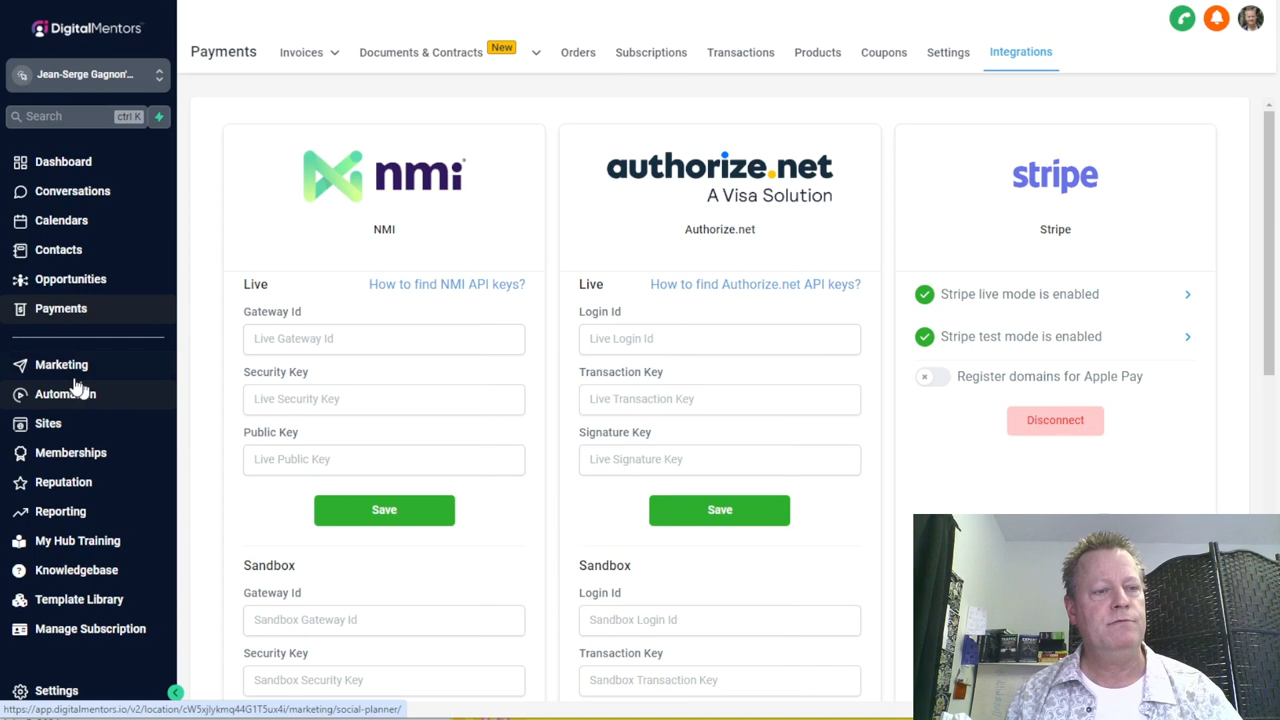 DigitalMentors
Jean-Serge Gagnon'...
Search
ctrl K
Dashboard
Conversations
Calendars
Contacts
Opportunities
Payments
Marketing
Sites
Memberships
Reputation
Reporting
My Hub Training
Knowledgebase
Template Library
Manage Subscription
Settings
Payments
Invoices
Documents & Contracts
New
Orders
Subscriptions
Transactions
Products
Coupons
Settings
Integrations
nmi
NMI
Live
How to find NMI API keys?
Gateway Id
Live Gateway Id
Security Key
Live Security Key
Public Key
Live Public Key
Save
Sandbox
Gateway Id
Sandbox Gateway Id
Security Key
Sandbox Security Key
authorize.net
A Visa Solution
Authorize.net
Live
How to find Authorize.net API keys?
Login Id
Live Login Id
Transaction Key
Live Transaction Key
Signature Key
Live Signature Key
Save
Sandbox
Login Id
Sandbox Login Id
Transaction Key
Sandbox Transaction Key
stripe
Stripe
Stripe live mode is enabled
Stripe test mode is enabled
Register domains for Apple Pay
Disconnect